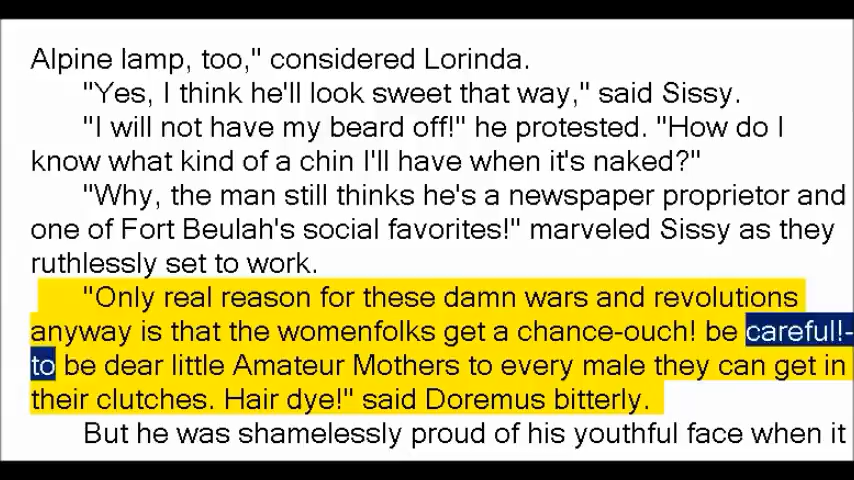 Alpine lamp, too," considered Lorinda.
"Yes, I think he'll look sweet that way," said Sissy.
"I will not have my beard off!" he protested. "How do I
know what kind of a chin I'll have when it's naked?"
"Why, the man still thinks he's a newspaper proprietor and
one of Fort Beulah's social favorites!" marveled Sissy as they
ruthlessly set to work.
"Only real reason for these damn wars and revolutions
anyway is that the womenfolks get a chance-ouch! be careful!-
to be dear little Amateur Mothers to every male they can get in
their clutches. Hair dye!" said Doremus bitterly.
But he was shamelessly proud of his youthful face when it